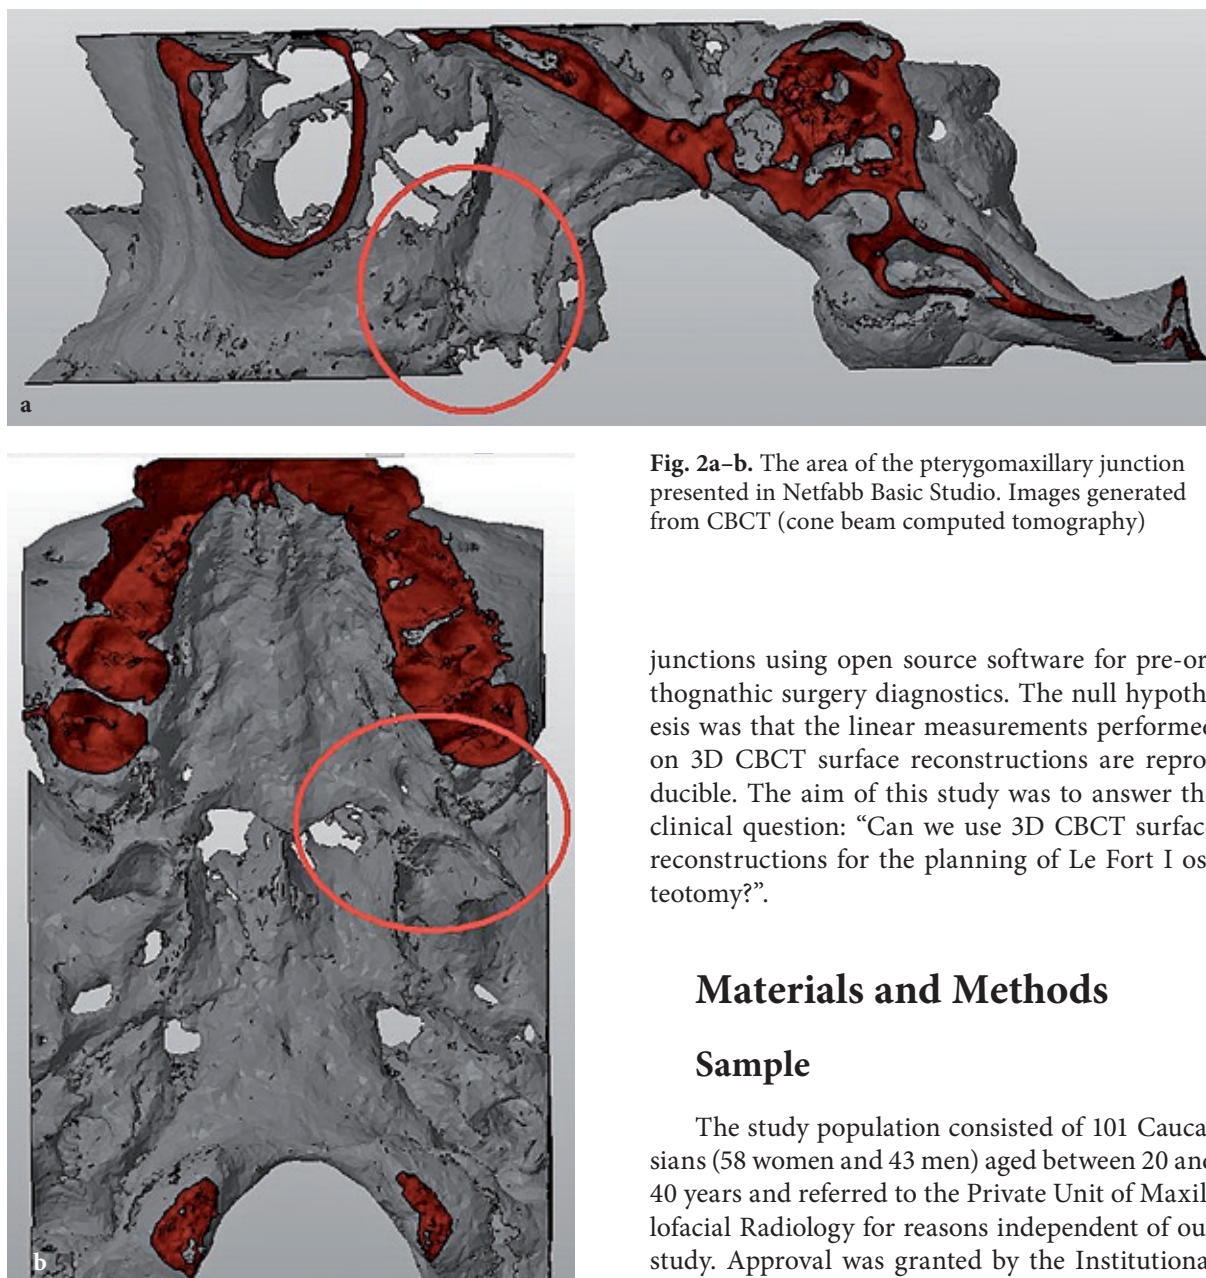 a
Fig. 2a–b. The area of the pterygomaxillary junction
presented in Netfabb Basic Studio. Images generated
from CBCT (cone beam computed tomography)
junctions using open source software for pre-or
thognathic surgery diagnostics. The null hypoth
esis was that the linear measurements performed
on 3D CBCT surface reconstructions are repro
ducible. The aim of this study was to answer the
clinical question: “Can we use 3D CBCT surface
reconstructions for the planning of Le Fort I os
teotomy?”.
Materials and Methods
Sample
The study population consisted of 101 Cauca
sians (58 women and 43 men) aged between 20 and
40 years and referred to the Private Unit of Maxil
lofacial Radiology for reasons independent of ou
study. Approval was granted by the Institutiona
b